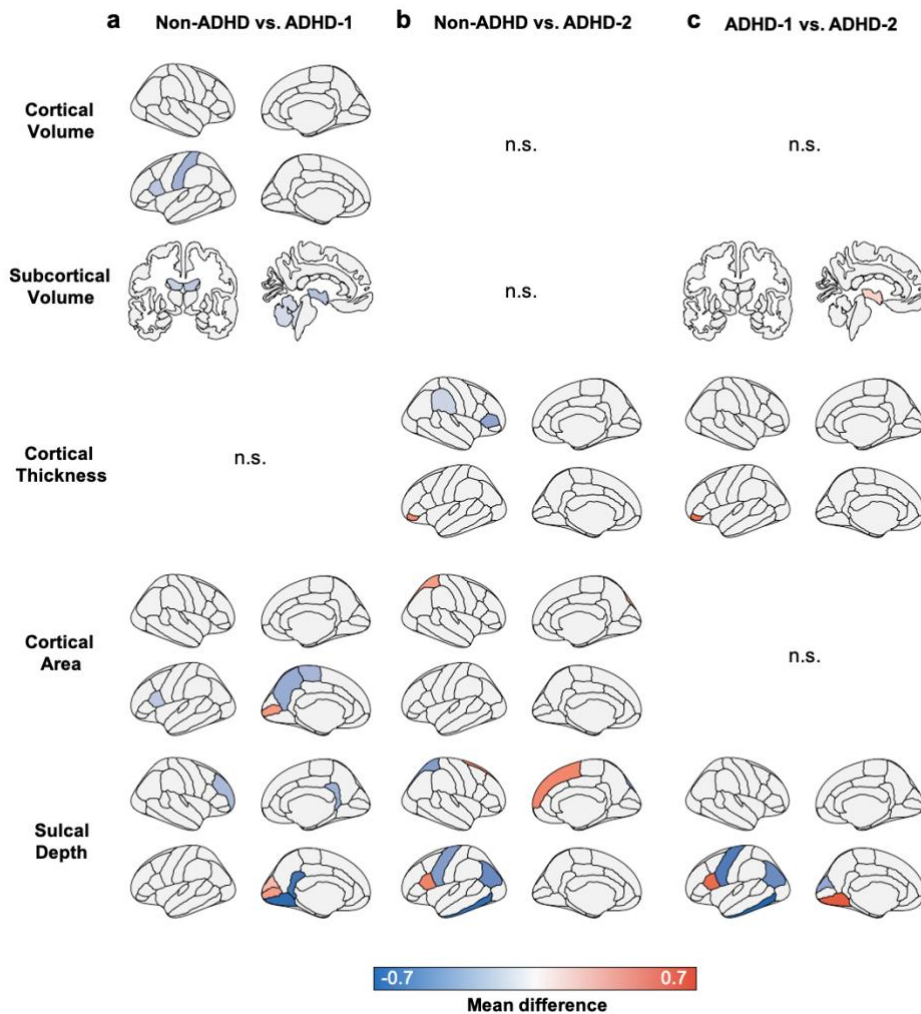 a Non-ADHD vs. ADHD-1 b Non-ADHD vs. ADHD-2 c ADHD-1 vs. ADHD-2
Cortical
Volume
n.s.
n.s.
Subcortical
Volume
n.s.
Cortical
Thickness
n.s.
Cortical
Area
n.s.
Sulcal
Depth
-0.7 0.7
Mean difference